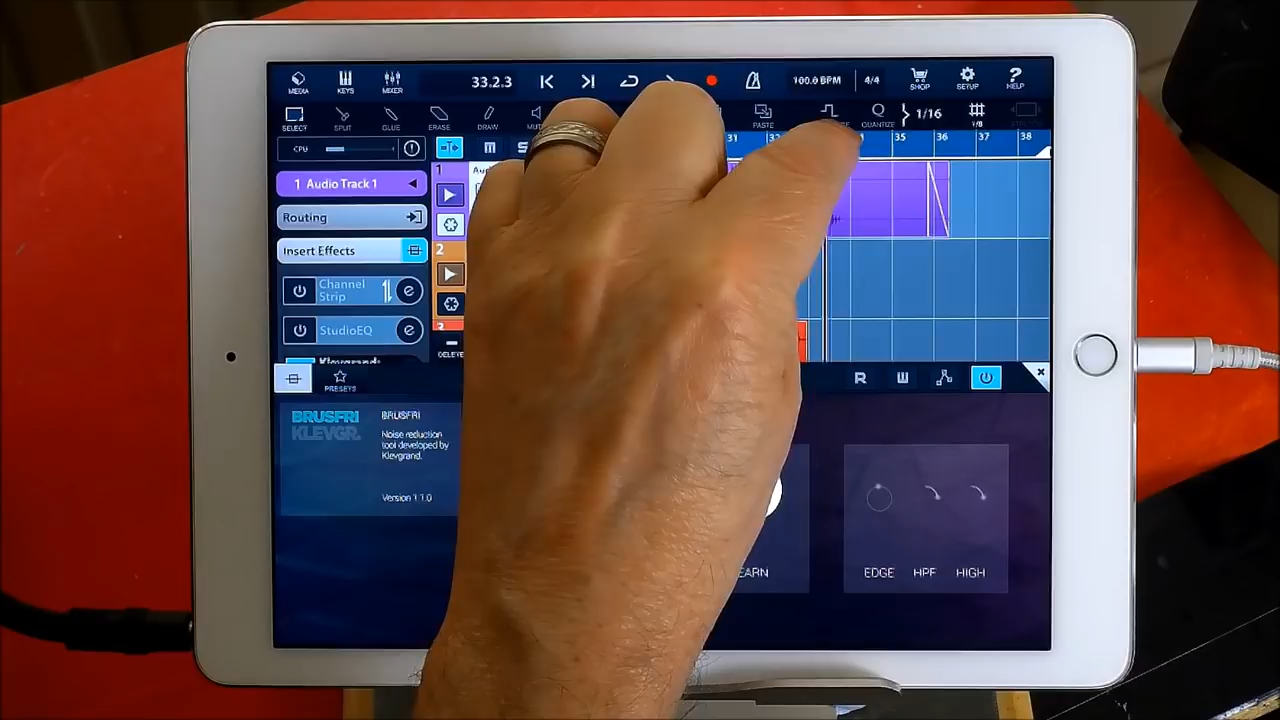 MEDIA
KEYS
MIXER
33.2.3
100.0 BPM
4/4
SHOP
SETUP
HELP
SELECT
SPLIT
GLUE
ERASE
DRAW
PASTE
QUANTIZE
1/16
Y/B
CPU
M
S
31
32
35
36
37
38
1 Audio Track 1
1
Routing
Insert Effects
2
Channel
Strip
e
StudioEQ
e
3
DELETE
PRESETS
R
W
BRUSFRI
KLEVGR.
BRUSFRI
Noise reduction
tool developed by
Klevgrand.
Version 1.1.0
EDGE
HPF
HIGH